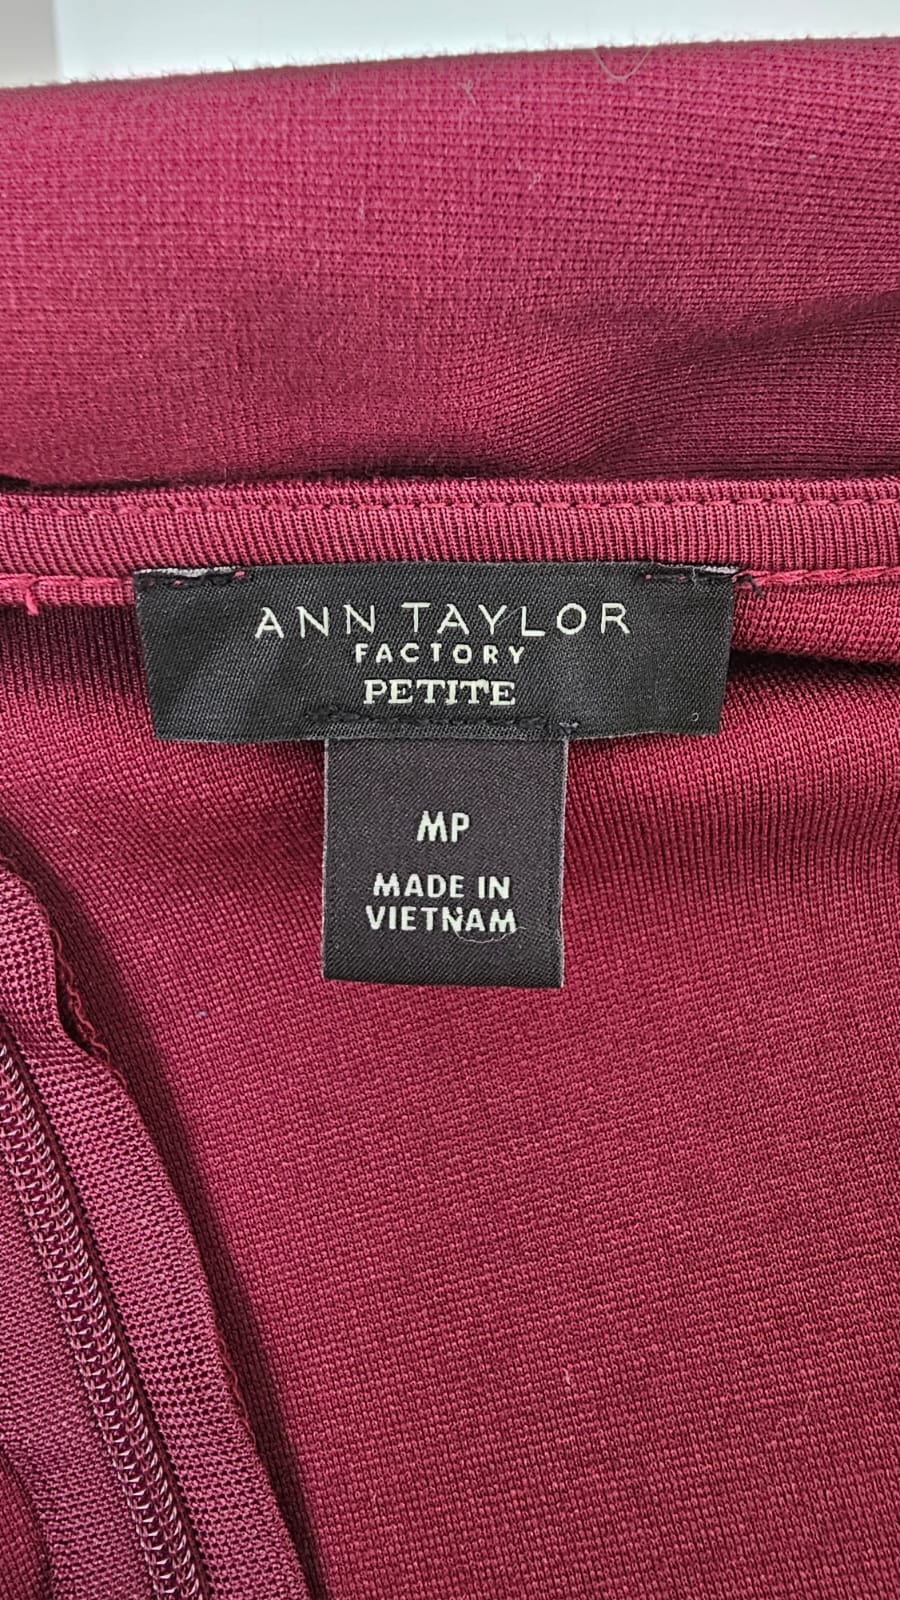 ANN TAYLOR
FACTORY
PETITE
MP
MADE IN
VIETNAM